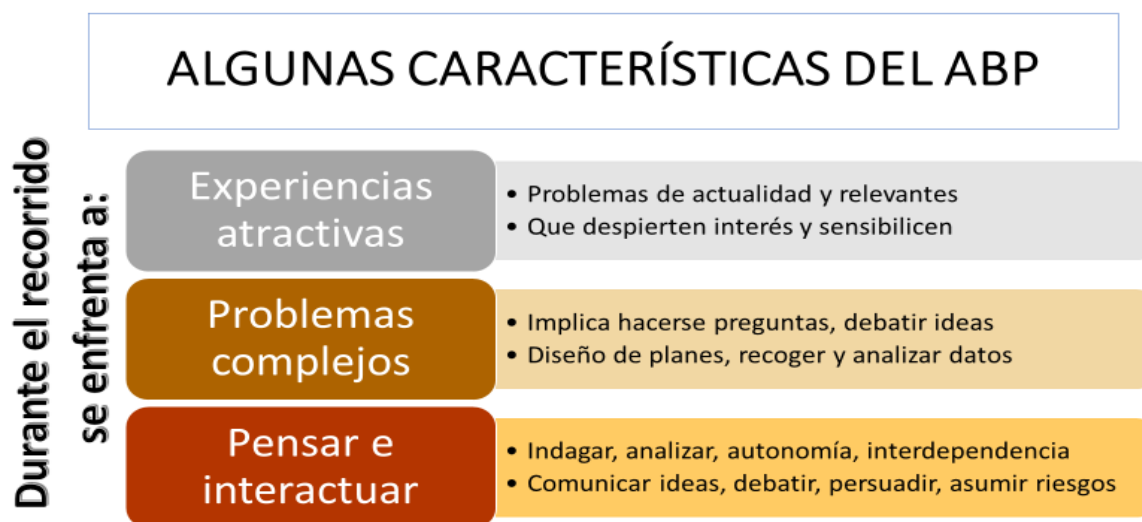 ALGUNAS CARACTERÍSTICAS DEL ABP
Durante el recorrido
se enfrenta a:
Experiencias
atractivas
• Problemas de actualidad y relevantes
• Que despierten interés y sensibilicen
Problemas
complejos
• Implica hacerse preguntas, debatir ideas
• Diseño de planes, recoger y analizar datos
Pensar e
interactuar
• Indagar, analizar, autonomía, interdependencia
• Comunicar ideas, debatir, persuadir, asumir riesgos